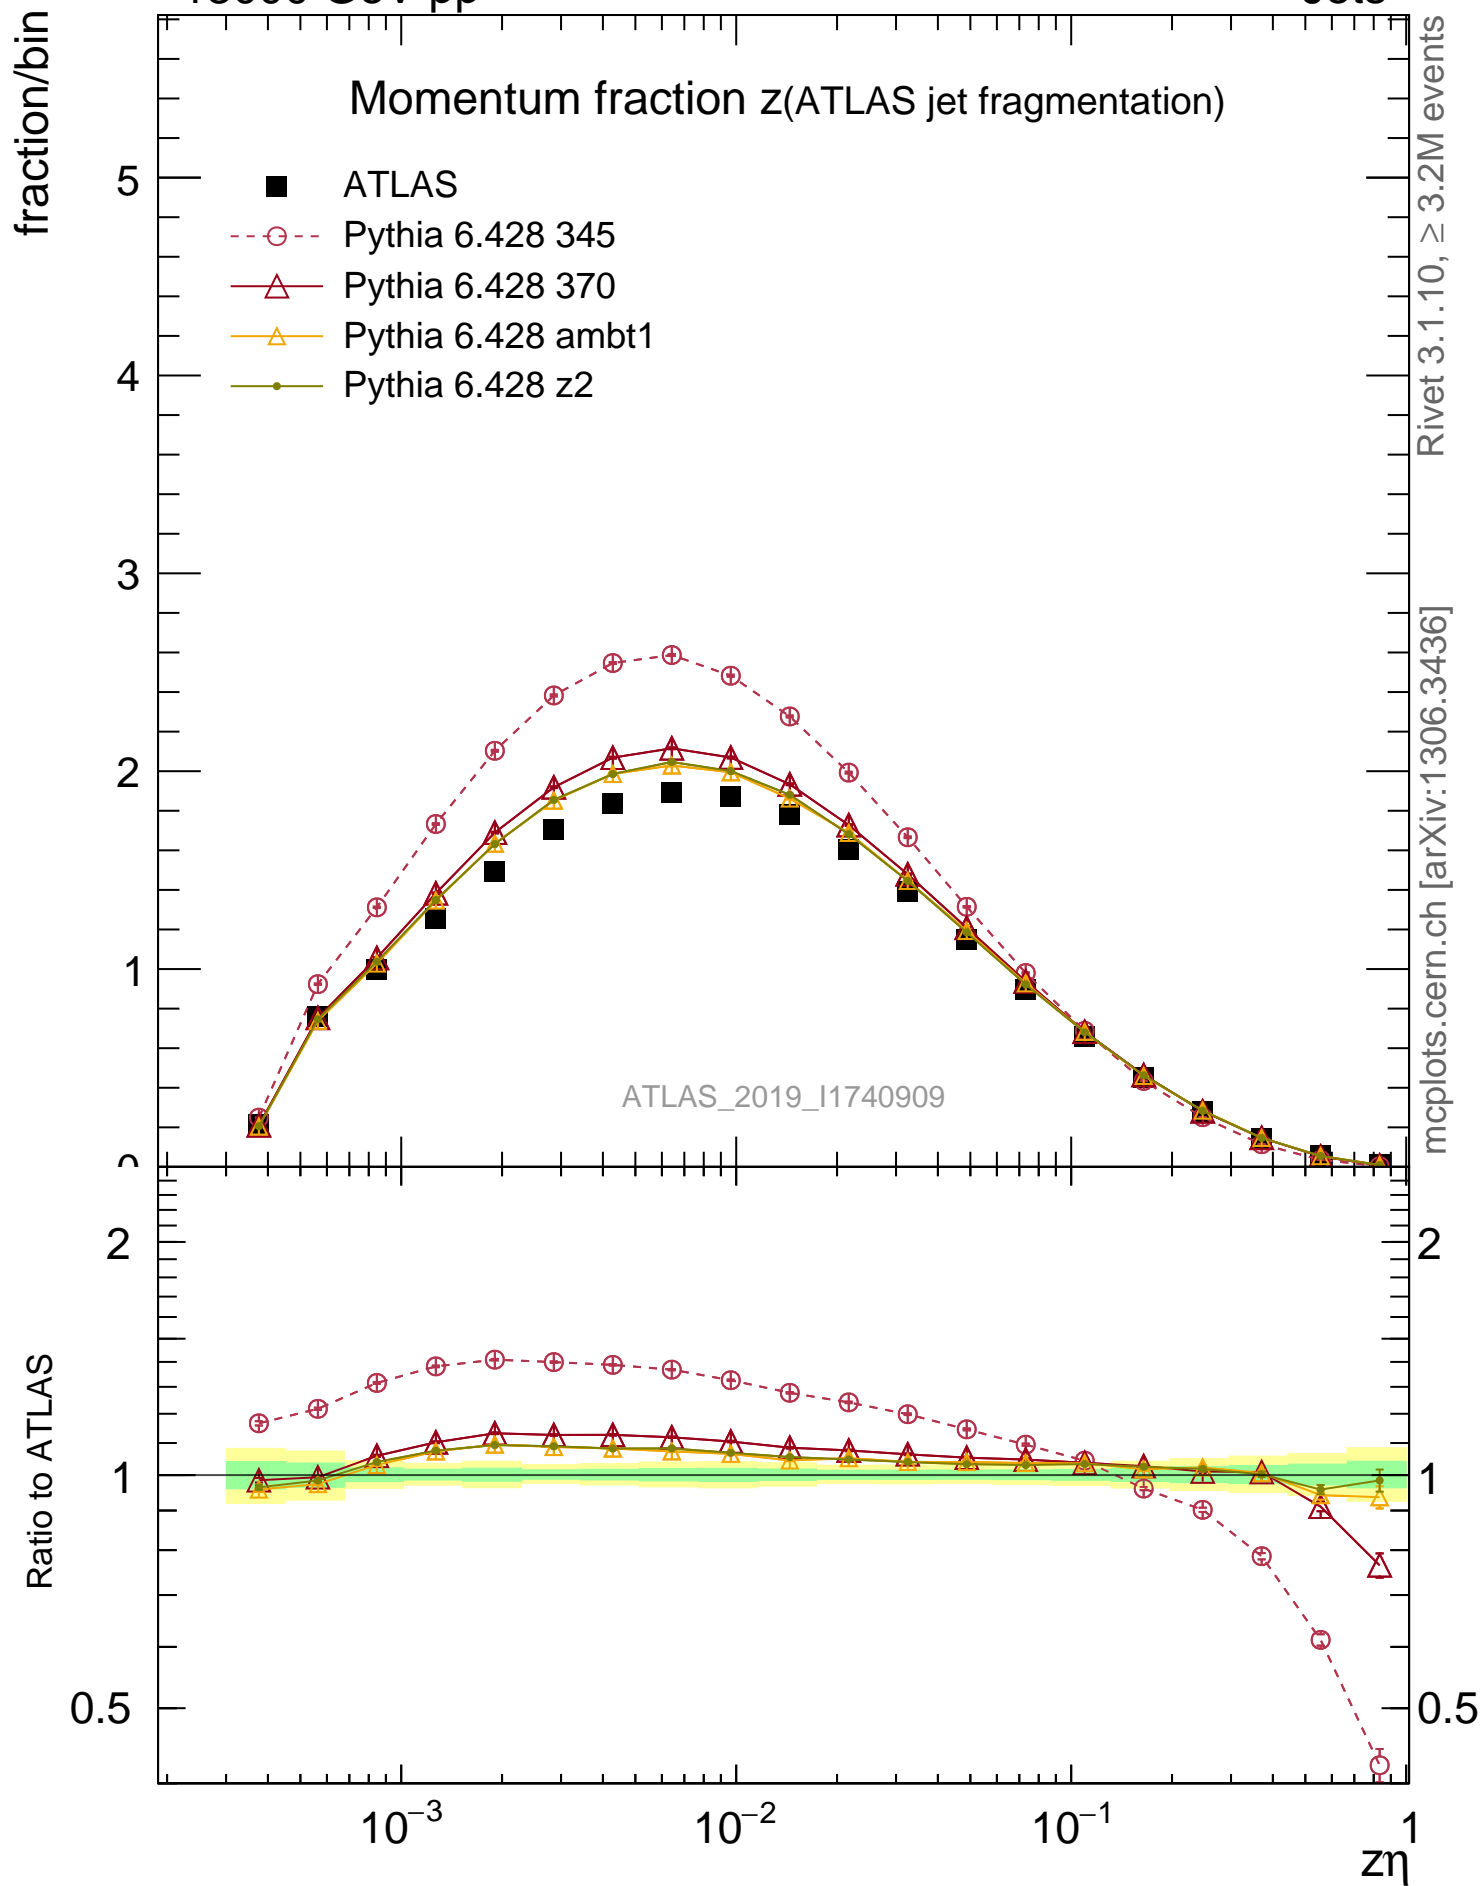 fraction/bin
Momentum fraction z(ATLAS jet fragmentation)
ATLAS
Pythia 6.428 345
Pythia 6.428 370
Pythia 6.428 ambt1
Pythia 6.428 z2
5
4
3
2
1
0
ATLAS_2019_I1740909
Rivet 3.1.10, ≥ 3.2M events
mcplots.cern.ch [arXiv:1306.3436]
Ratio to ATLAS
2
1
0.5
2
1
0.5
10⁻³
10⁻²
10⁻¹
1
zη